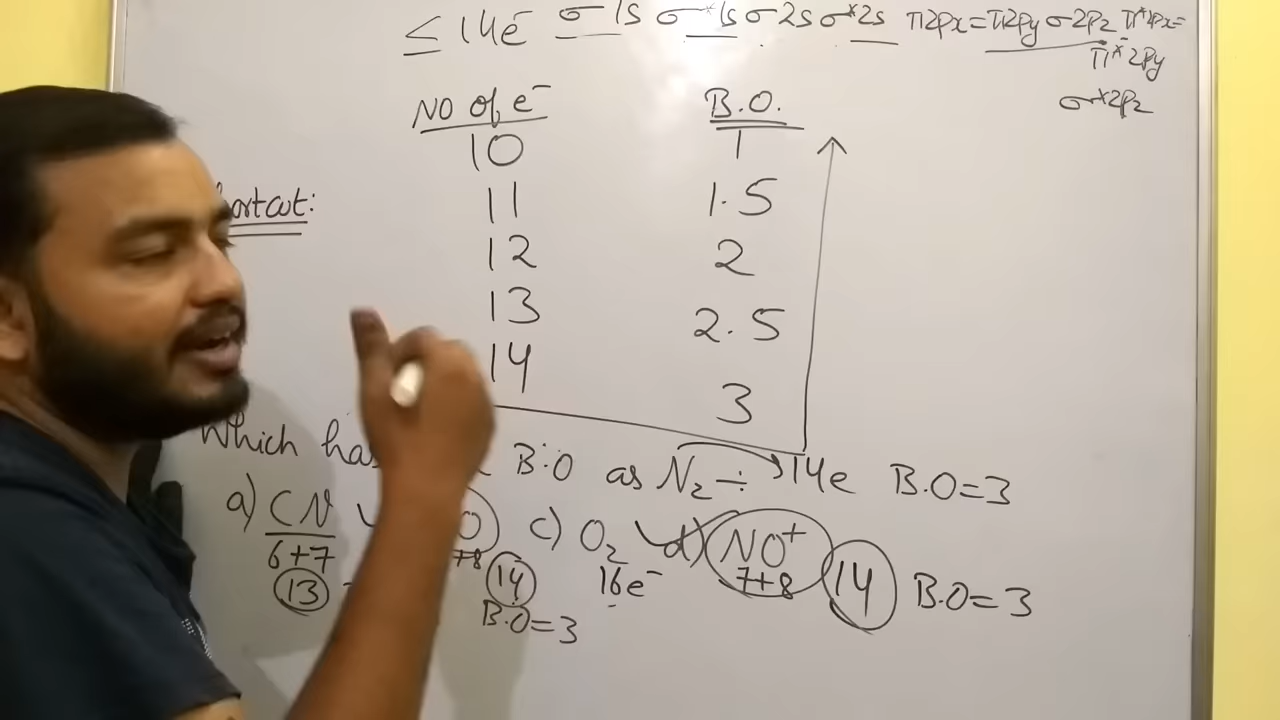 ≤ 14e⁻ σ1s σ*1s σ2s σ*2s π2px=π2py σ2pz π*2px=
π*2py
σ*2pz
NO of e⁻ B.O.
10 1
11 1.5
12 2
13 2.5
14 3
ortcut:
Which has B.O as N₂ ÷ 14e B.O=3
a) CN O c) O₂ d) NO⁺
6+7 +8 16e⁻ 7+8
13 14 14 B.O=3
B.O=3